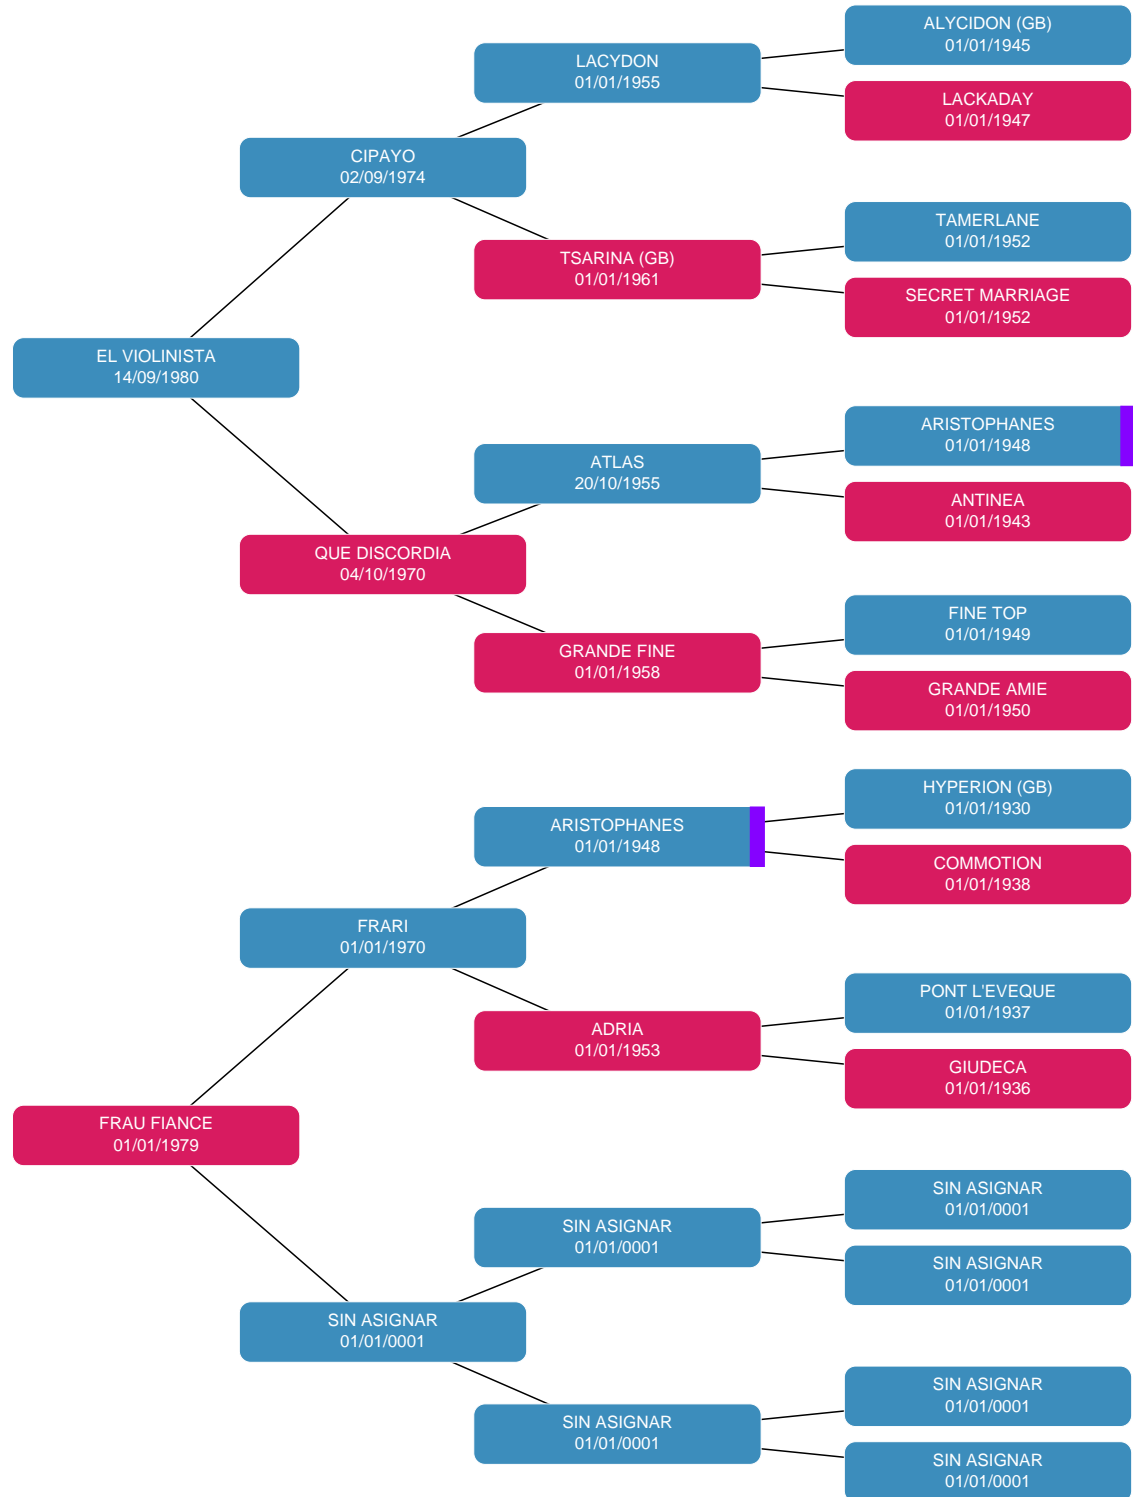 ALYCIDON (GB)
01/01/1945
LACYDON
01/01/1955
LACKADAY
01/01/1947
CIPAYO
02/09/1974
TAMERLANE
01/01/1952
TSARINA (GB)
01/01/1961
SECRET MARRIAGE
01/01/1952
EL VIOLINISTA
14/09/1980
ARISTOPHANES
01/01/1948
ATLAS
20/10/1955
ANTINEA
01/01/1943
QUE DISCORDIA
04/10/1970
FINE TOP
01/01/1949
GRANDE FINE
01/01/1958
GRANDE AMIE
01/01/1950
HYPERION (GB)
01/01/1930
ARISTOPHANES
01/01/1948
COMMOTION
01/01/1938
FRARI
01/01/1970
PONT L'EVEQUE
01/01/1937
ADRIA
01/01/1953
GIUDECA
01/01/1936
FRAU FIANCE
01/01/1979
SIN ASIGNAR
01/01/0001
SIN ASIGNAR
01/01/0001
SIN ASIGNAR
01/01/0001
SIN ASIGNAR
01/01/0001
SIN ASIGNAR
01/01/0001
SIN ASIGNAR
01/01/0001
SIN ASIGNAR
01/01/0001